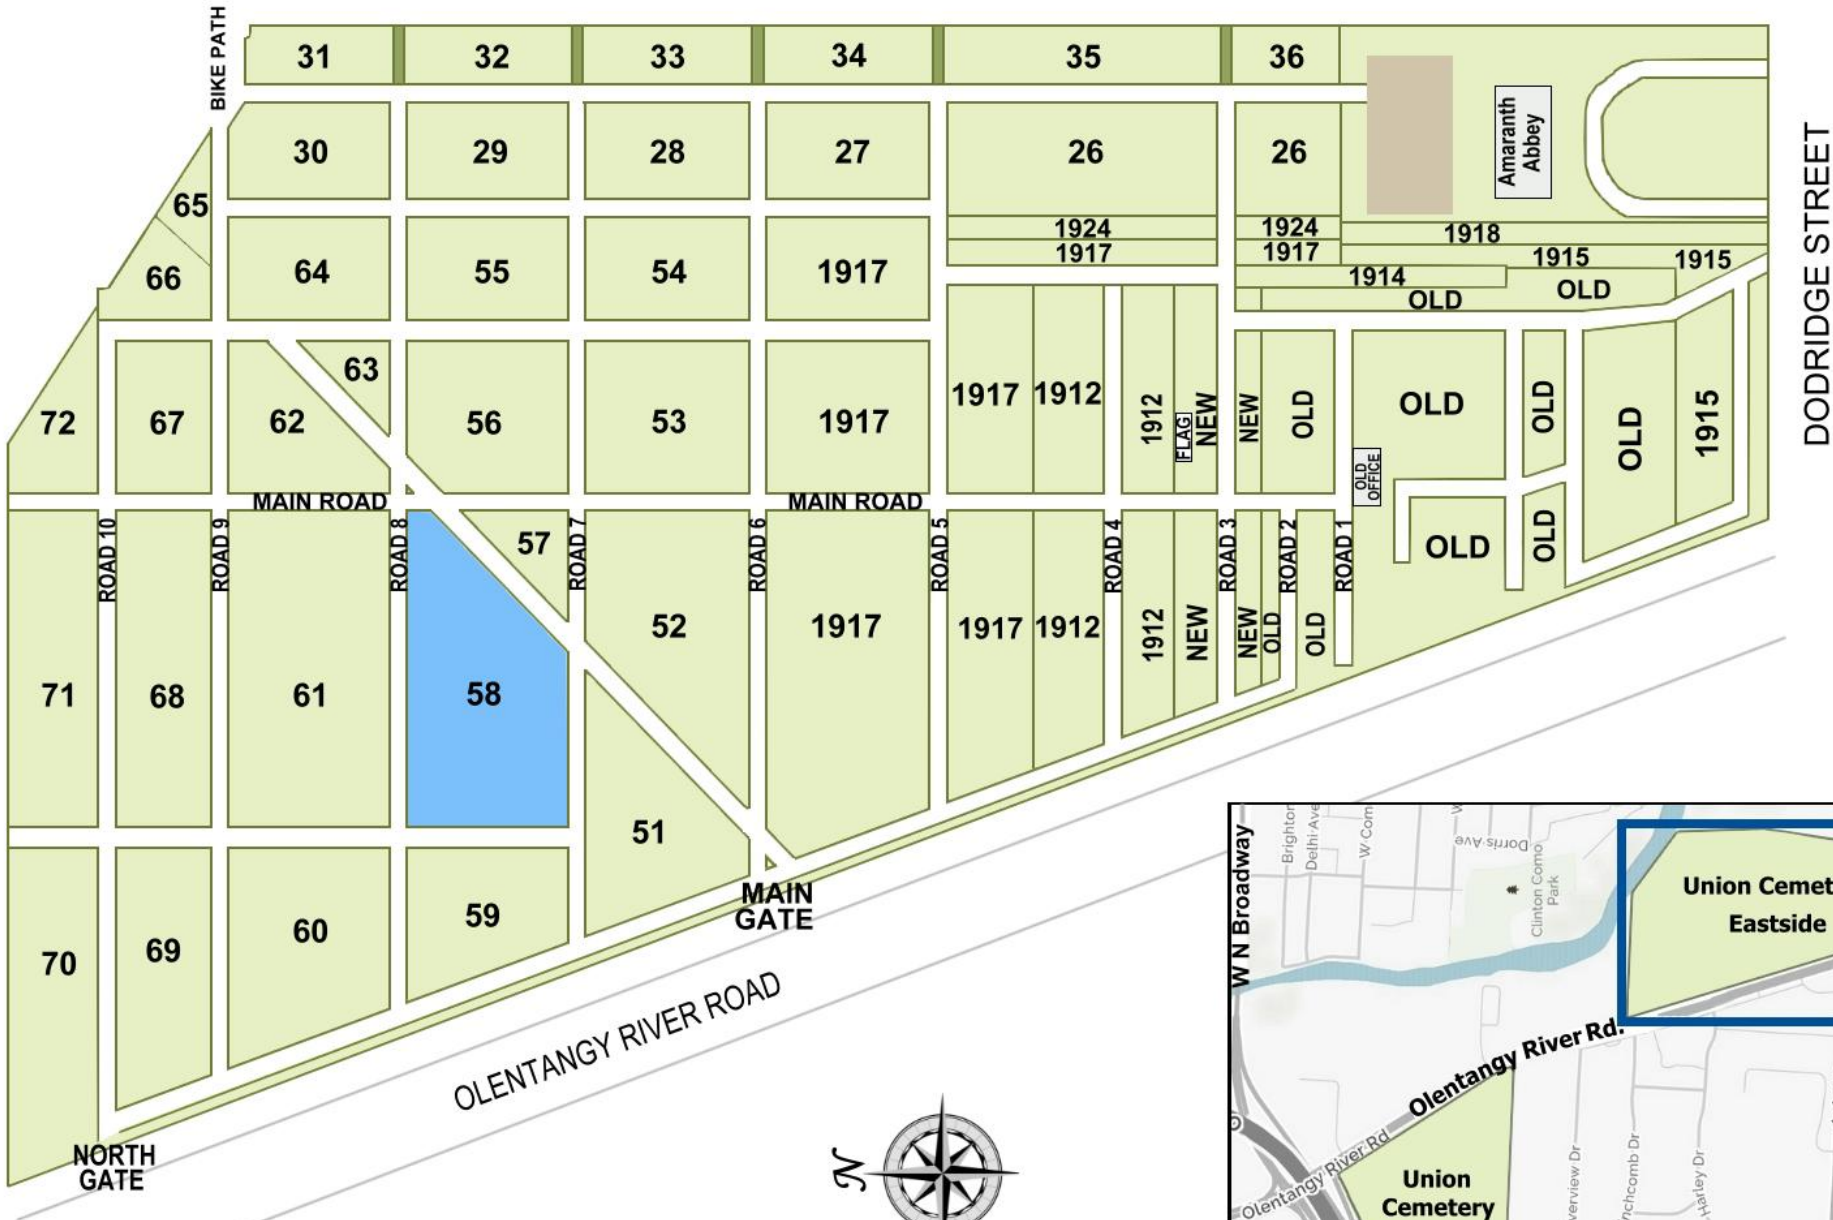 BIKE PATH
31 32 33 34 35 36
30 29 28 27 26 26
Amaranth
Abbey
DODRIDGE STREET
65
66 64 55 54 1917
1924 1924
1917 1917
1918
1915 1915
1914
OLD OLD
63
72 67 62 56 53 1917 1917 1912 1912 FLAG NEW NEW OLD OLD OLD OLD 1915
OLD
OFFICE
MAIN ROAD MAIN ROAD
ROAD 10 ROAD 9 ROAD 8 ROAD 7 ROAD 6 ROAD 5 ROAD 4 ROAD 3 ROAD 2 ROAD 1
57 OLD OLD
71 68 61 58 52 1917 1917 1912 1912 NEW NEW OLD OLD
51
70 69 60 59
MAIN
GATE
NORTH
GATE
OLENTANGY RIVER ROAD
N
W N Broadway
Brighton
Delhi Ave
W Com
W
Dorris Ave
Clinton Como
Park
Union Cemet
Eastside
Olentangy River Rd.
Olentangy River Rd
Union
Cemetery
erview Dr
nchcomb Dr
Harley Dr